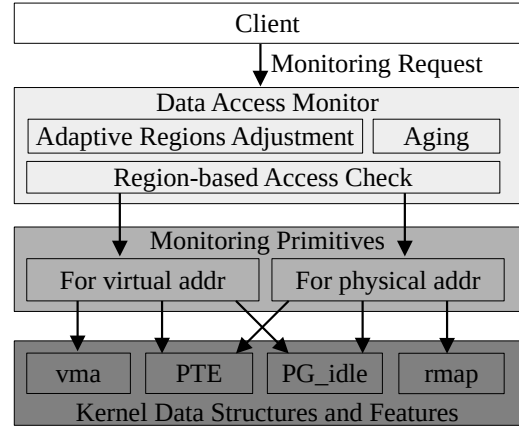 Client
Monitoring Request
Data Access Monitor
Adaptive Regions Adjustment Aging
Region-based Access Check
Monitoring Primitives
For virtual addr For physical addr
vma PTE PG_idle rmap
Kernel Data Structures and Features